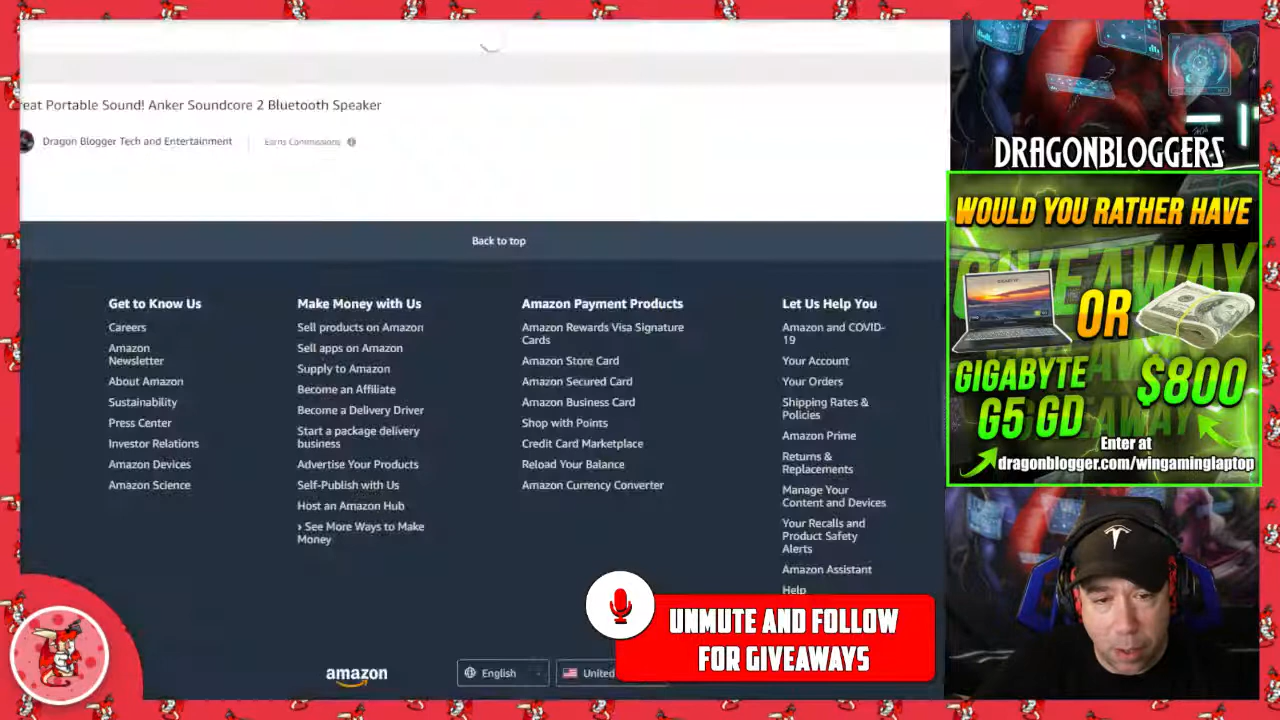 eat Portable Sound! Anker Soundcore 2 Bluetooth Speaker
Dragon Blogger Tech and Entertainment
Earns Commissions
Back to top
Get to Know Us
Careers
Amazon
Newsletter
About Amazon
Sustainability
Press Center
Investor Relations
Amazon Devices
Amazon Science
Make Money with Us
Sell products on Amazon
Sell apps on Amazon
Supply to Amazon
Become an Affiliate
Become a Delivery Driver
Start a package delivery
business
Advertise Your Products
Self-Publish with Us
Host an Amazon Hub
› See More Ways to Make
Money
Amazon Payment Products
Amazon Rewards Visa Signature
Cards
Amazon Store Card
Amazon Secured Card
Amazon Business Card
Shop with Points
Credit Card Marketplace
Reload Your Balance
Amazon Currency Converter
Let Us Help You
Amazon and COVID-
19
Your Account
Your Orders
Shipping Rates &
Policies
Amazon Prime
Returns &
Replacements
Manage Your
Content and Devices
Your Recalls and
Product Safety
Alerts
Amazon Assistant
Help
amazon
English
United
UNMUTE AND FOLLOW
FOR GIVEAWAYS
DRAGONBLOGGERS
WOULD YOU RATHER HAVE
GIVEAWAY
OR
GIGABYTE
G5 GD
$800
Enter at
dragonblogger.com/wingaminglaptop